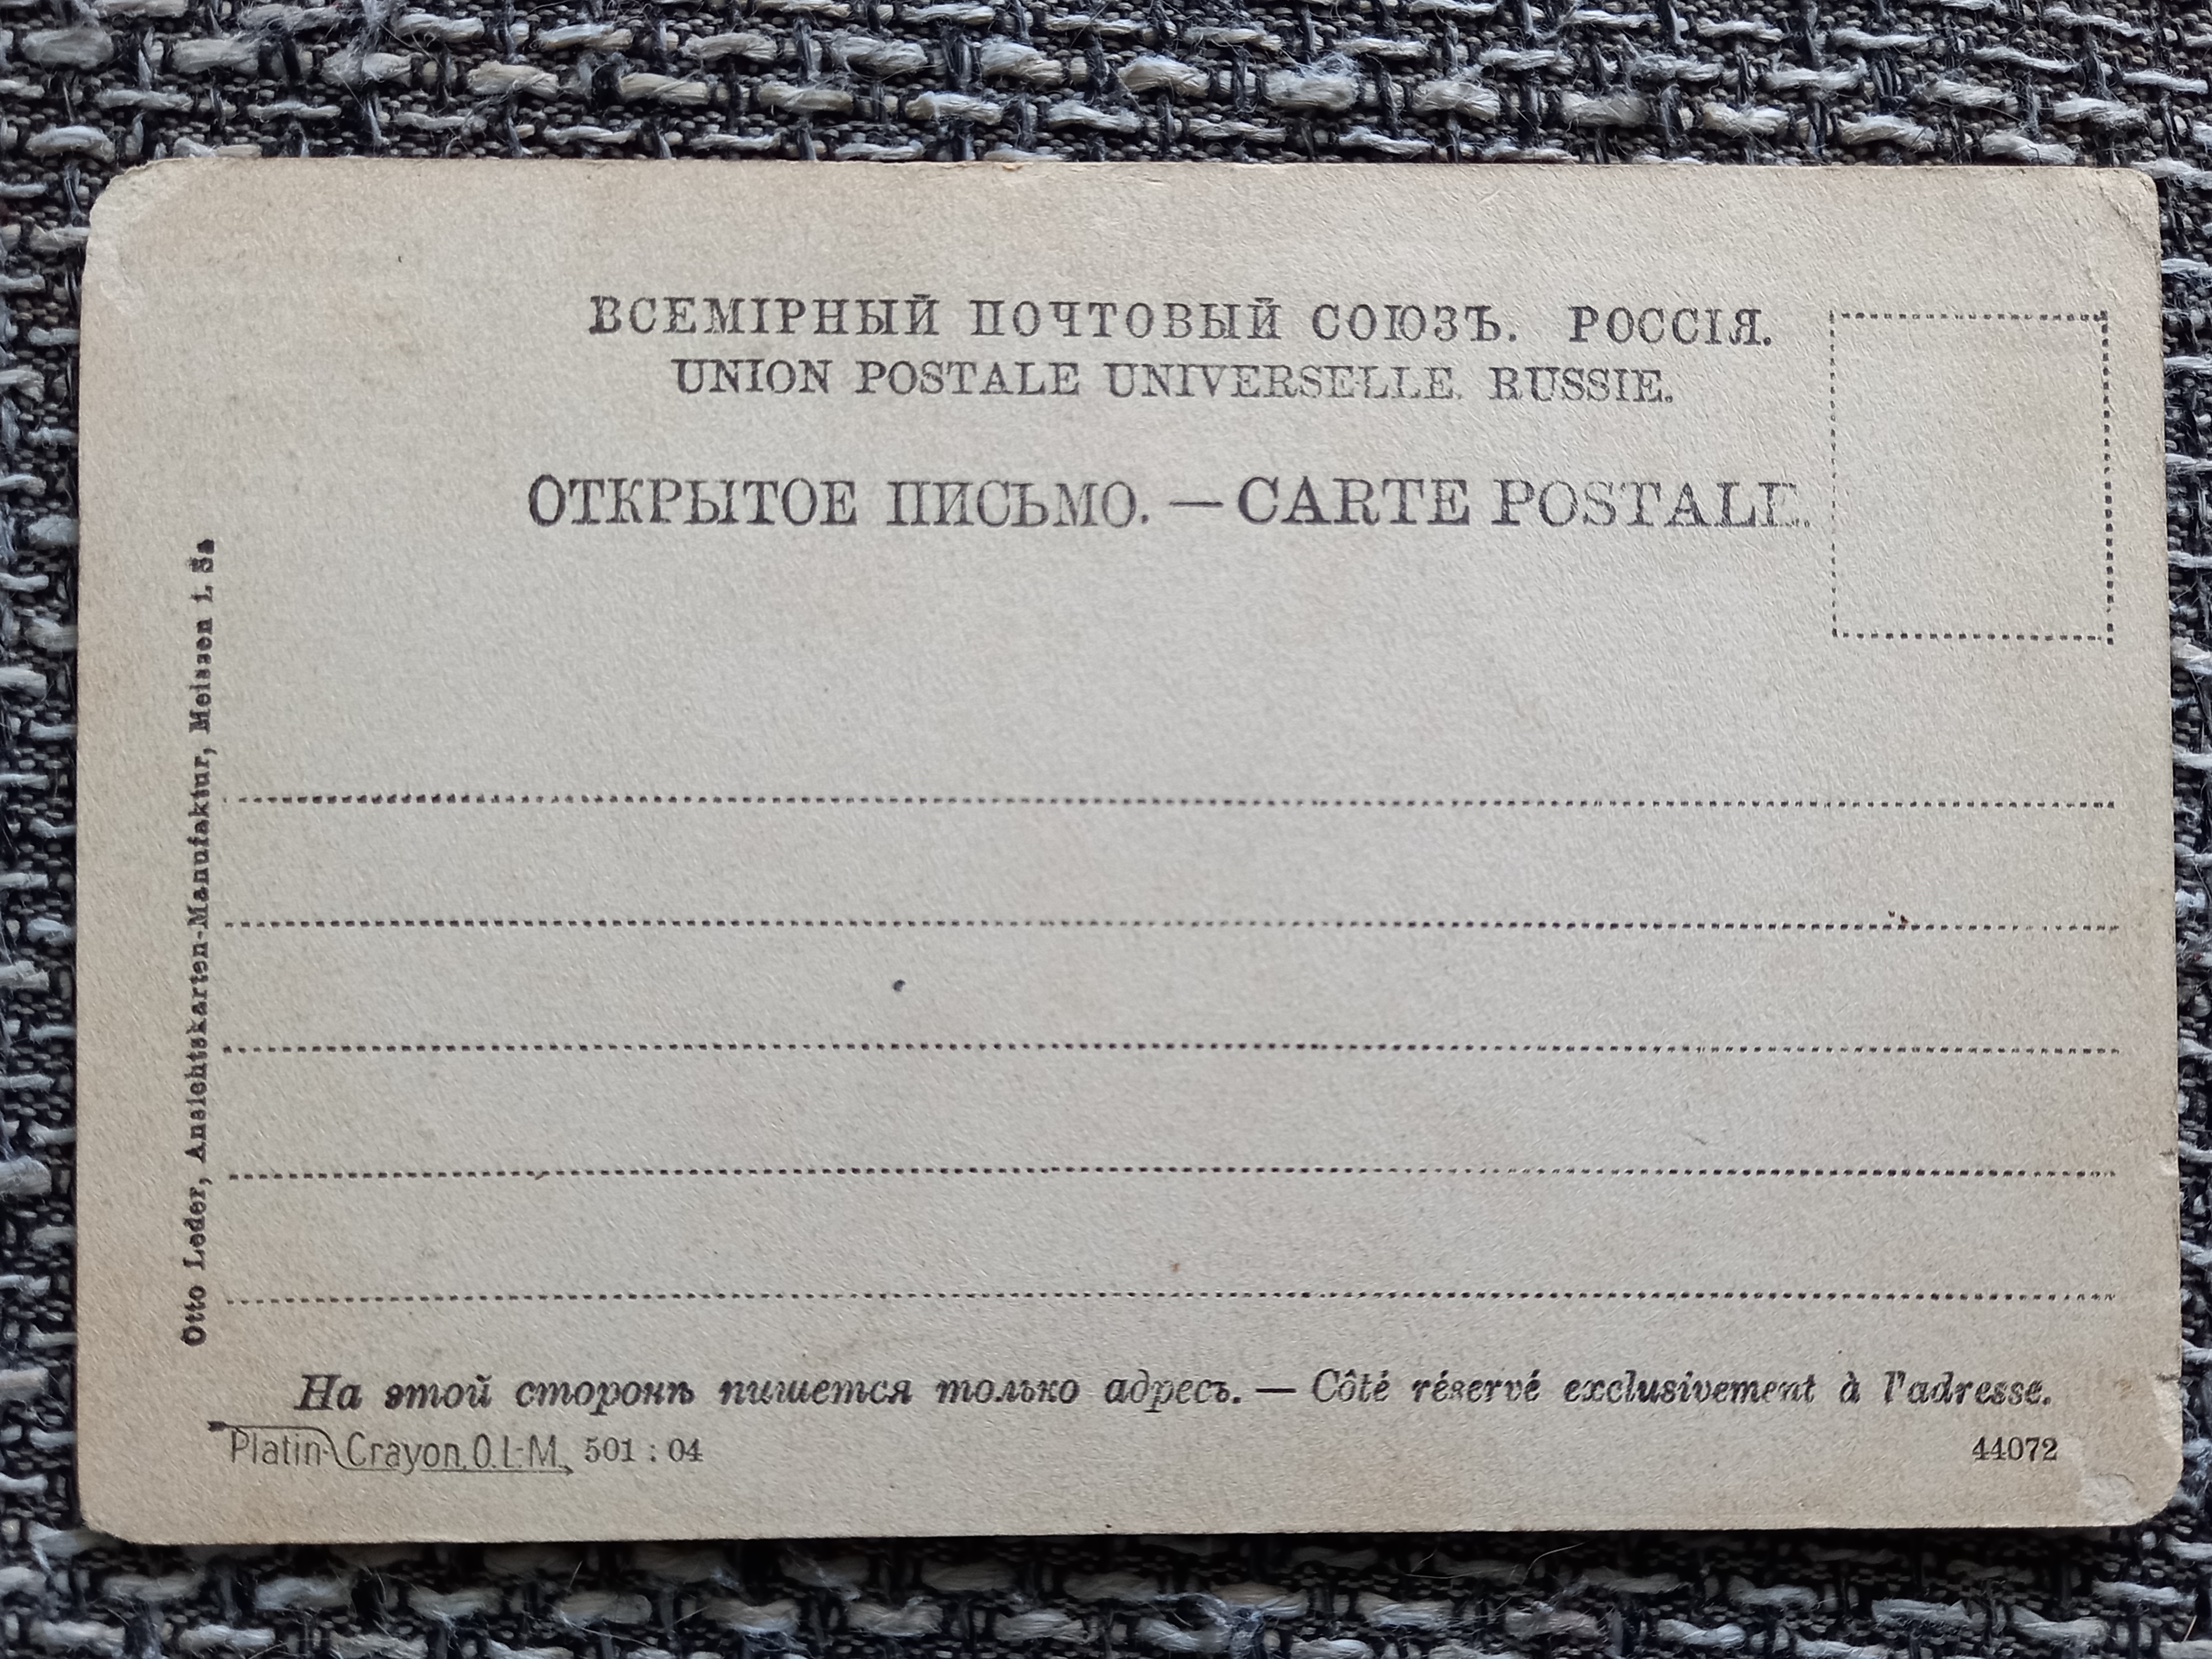 ВСЕМІРНЫЙ ПОЧТОВЫЙ СОЮЗЪ. РОССІЯ.
UNION POSTALE UNIVERSELLE. RUSSIE.
ОТКРЫТОЕ ПИСЬМО. — CARTE POSTALE.
Otto Leder, Ansichtskarten-Manufaktur, Meissen i. Sa
На этой сторонѣ пишется только адресъ. — Côté réservé exclusivement à l'adresse.
Platin-Crayon. O. L. M. 501 : 04
44072